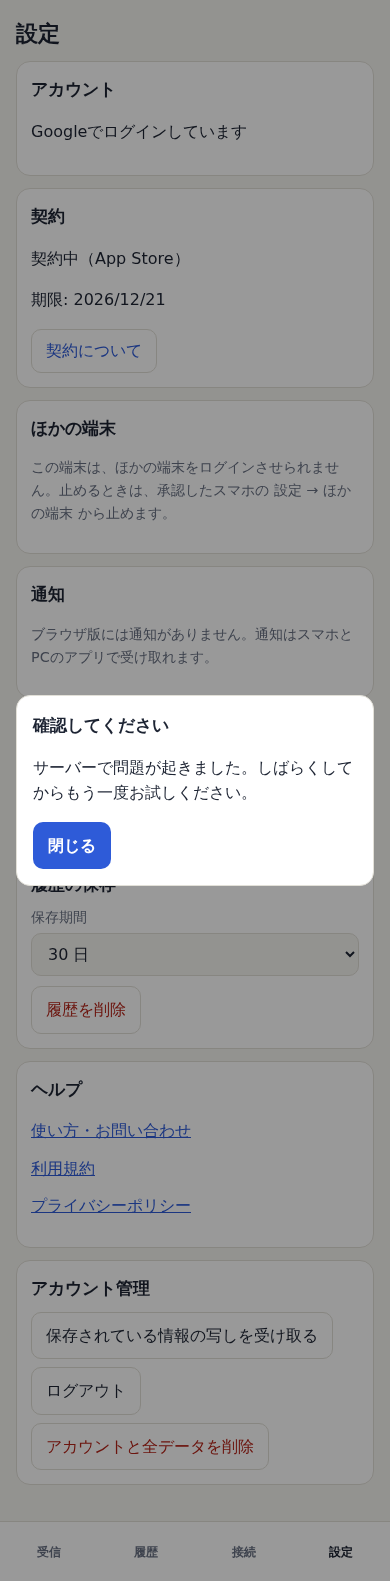 設定
アカウント
Googleでログインしています
契約
契約中（App Store）
期限: 2026/12/21
契約について
ほかの端末
この端末は、ほかの端末をログインさせられませ
ん。止めるときは、承認したスマホの 設定 → ほか
の端末 から止めます。
通知
ブラウザ版には通知がありません。通知はスマホと
PCのアプリで受け取れます。
確認してください
サーバーで問題が起きました。しばらくして
からもう一度お試しください。
閉じる
履歴の保存
保存期間
30 日
履歴を削除
ヘルプ
使い方・お問い合わせ
利用規約
プライバシーポリシー
アカウント管理
保存されている情報の写しを受け取る
ログアウト
アカウントと全データを削除
受信
履歴
接続
設定